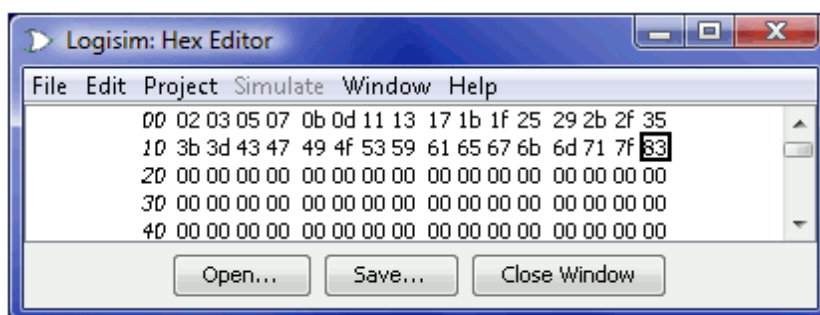 Logisim: Hex Editor
File Edit Project Simulate Window Help
00 02 03 05 07 0b 0d 11 13 17 1b 1f 25 29 2b 2f 35
10 3b 3d 43 47 49 4f 53 59 61 65 67 6b 6d 71 7f 83
20 00 00 00 00 00 00 00 00 00 00 00 00 00 00 00 00
30 00 00 00 00 00 00 00 00 00 00 00 00 00 00 00 00
40 00 00 00 00 00 00 00 00 00 00 00 00 00 00 00 00
Open... Save... Close Window